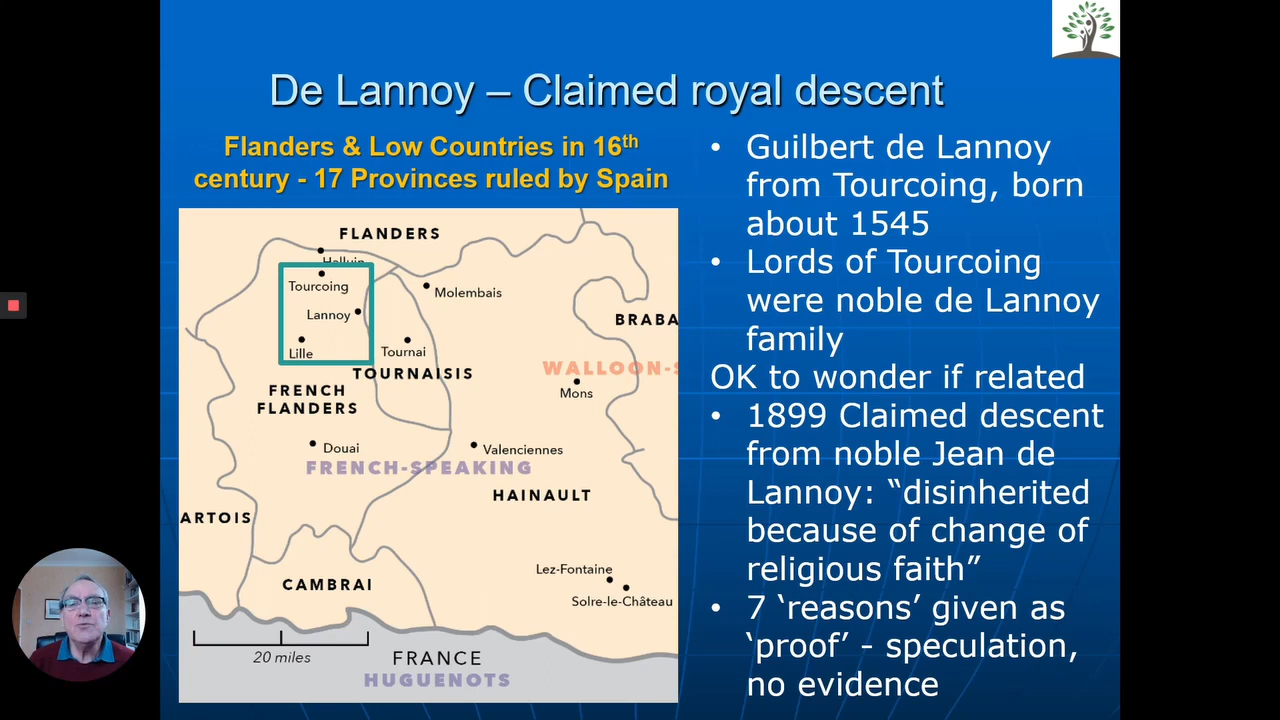 De Lannoy – Claimed royal descent
Flanders & Low Countries in 16th
century - 17 Provinces ruled by Spain
FLANDERS
Halluin
Tourcoing
Molembais
Lannoy
BRABA
Lille
Tournai
WALLOON-S
TOURNAISIS
Mons
FRENCH
FLANDERS
Douai
Valenciennes
FRENCH-SPEAKING
HAINAULT
ARTOIS
Lez-Fontaine
CAMBRAI
Solre-le-Château
20 miles
FRANCE
HUGUENOTS
• Guilbert de Lannoy
from Tourcoing, born
about 1545
• Lords of Tourcoing
were noble de Lannoy
family
OK to wonder if related
• 1899 Claimed descent
from noble Jean de
Lannoy: “disinherited
because of change of
religious faith”
• 7 ‘reasons’ given as
‘proof’ - speculation,
no evidence